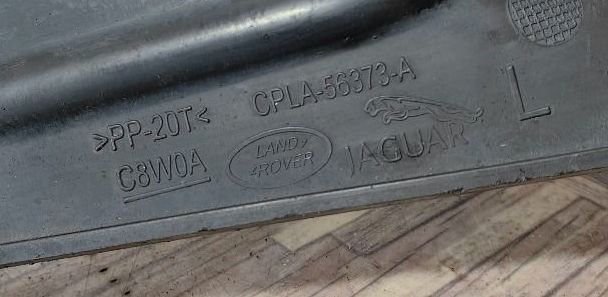 >PP-20T<
CPLA-56373-A
C8W0A
LAND
ROVER
JAGUAR
L